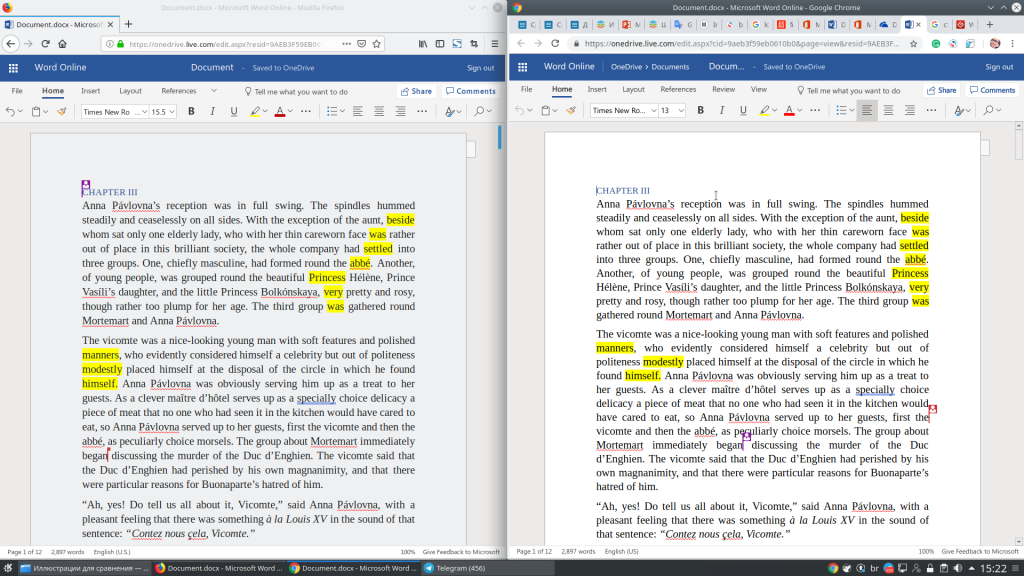 Document.docx - Microsoft Word Online - Mozilla Firefox
Document.docx - Microsof
https://onedrive.live.com/edit.aspx?resid=9AEB3F59EB0
Word Online
Document - Saved to OneDrive
Sign out
File Home Insert Layout References
Tell me what you want to do
Share
Comments
Times New Ro ... 15.5 B I U A ...
CHAPTER III
Anna Pávlovna’s reception was in full swing. The spindles hummed
steadily and ceaselessly on all sides. With the exception of the aunt, beside
whom sat only one elderly lady, who with her thin careworn face was rather
out of place in this brilliant society, the whole company had settled into
three groups. One, chiefly masculine, had formed round the abbé. Another,
of young people, was grouped round the beautiful Princess Hélène, Prince
Vasíli’s daughter, and the little Princess Bolkónskaya, very pretty and rosy,
though rather too plump for her age. The third group was gathered round
Mortemart and Anna Pávlovna.
The vicomte was a nice-looking young man with soft features and polished
manners, who evidently considered himself a celebrity but out of politeness
modestly placed himself at the disposal of the circle in which he found
himself. Anna Pávlovna was obviously serving him up as a treat to her
guests. As a clever maître d’hôtel serves up as a specially choice delicacy a
piece of meat that no one who had seen it in the kitchen would have cared to
eat, so Anna Pávlovna served up to her guests, first the vicomte and then the
abbé, as peculiarly choice morsels. The group about Mortemart immediately
began discussing the murder of the Duc d’Enghien. The vicomte said that
the Duc d’Enghien had perished by his own magnanimity, and that there
were particular reasons for Buonaparte’s hatred of him.
“Ah, yes! Do tell us all about it, Vicomte,” said Anna Pávlovna, with a
pleasant feeling that there was something à la Louis XV in the sound of that
sentence: “Contez nous çela, Vicomte.”
Page 1 of 12 2,897 words English (U.S.) 100% Give Feedback to Microsoft
Document.docx - Microsoft Word Online - Google Chrome
https://onedrive.live.com/edit.aspx?cid=9aeb3f59eb0610b0&page=view&resid=9AEB3F...
Word Online
OneDrive > Documents
Docum... - Saved to OneDrive
Sign out
File Home Insert Layout References Review View
Tell me what you want to do
Share
Comments
Times New Ro... 13 B I U A ...
CHAPTER III
Anna Pávlovna’s reception was in full swing. The spindles hummed
steadily and ceaselessly on all sides. With the exception of the aunt, beside
whom sat only one elderly lady, who with her thin careworn face was
rather out of place in this brilliant society, the whole company had settled
into three groups. One, chiefly masculine, had formed round the abbé.
Another, of young people, was grouped round the beautiful Princess
Hélène, Prince Vasíli’s daughter, and the little Princess Bolkónskaya, very
pretty and rosy, though rather too plump for her age. The third group was
gathered round Mortemart and Anna Pávlovna.
The vicomte was a nice-looking young man with soft features and polished
manners, who evidently considered himself a celebrity but out of
politeness modestly placed himself at the disposal of the circle in which he
found himself. Anna Pávlovna was obviously serving him up as a treat to
her guests. As a clever maître d’hôtel serves up as a specially choice
delicacy a piece of meat that no one who had seen it in the kitchen would
have cared to eat, so Anna Pávlovna served up to her guests, first the
vicomte and then the abbé, as peculiarly choice morsels. The group about
Mortemart immediately began discussing the murder of the Duc
d’Enghien. The vicomte said that the Duc d’Enghien had perished by his
own magnanimity, and that there were particular reasons for Buonaparte’s
hatred of him.
“Ah, yes! Do tell us all about it, Vicomte,” said Anna Pávlovna, with a
pleasant feeling that there was something à la Louis XV in the sound of
that sentence: “Contez nous çela, Vicomte.”
Page 1 of 12 2,897 words English (US) 100% Give Feedback to Microsoft
Иллюстрации для сравнения — ...
Document.docx - Microsoft Word ...
Document.docx - Microsoft Word ...
Telegram (456)
br
15:22